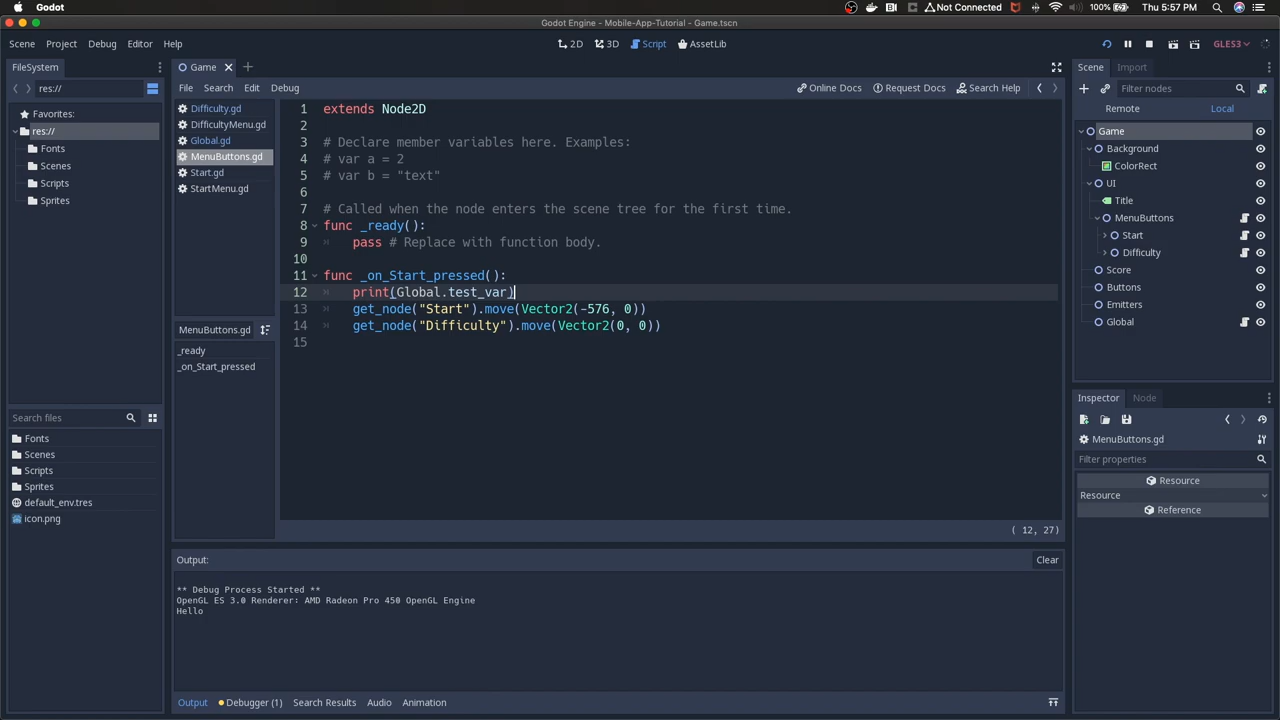 Godot
Not Connected
100%
Thu 5:57 PM
Godot Engine - Mobile-App-Tutorial - Game.tscn
Scene Project Debug Editor Help
2D 3D Script AssetLib
GLES3
FileSystem
res://
Favorites:
res://
Fonts
Scenes
Scripts
Sprites
Search files
Fonts
Scenes
Scripts
Sprites
default_env.tres
icon.png
Game
File Search Edit Debug
Online Docs Request Docs Search Help
Difficulty.gd
DifficultyMenu.gd
Global.gd
MenuButtons.gd
Start.gd
StartMenu.gd
MenuButtons.gd
_ready
_on_Start_pressed
1 extends Node2D
2
3 # Declare member variables here. Examples:
4 # var a = 2
5 # var b = "text"
6
7 # Called when the node enters the scene tree for the first time.
8 func _ready():
9 pass # Replace with function body.
10
11 func _on_Start_pressed():
12 print(Global.test_var)
13 get_node("Start").move(Vector2(-576, 0))
14 get_node("Difficulty").move(Vector2(0, 0))
15
( 12, 27)
Output:
Clear
** Debug Process Started **
OpenGL ES 3.0 Renderer: AMD Radeon Pro 450 OpenGL Engine
Hello
Output Debugger (1) Search Results Audio Animation
Scene Import
Filter nodes
Remote Local
Game
Background
ColorRect
UI
Title
MenuButtons
Start
Difficulty
Score
Buttons
Emitters
Global
Inspector Node
MenuButtons.gd
Filter properties
Resource
Resource
Reference